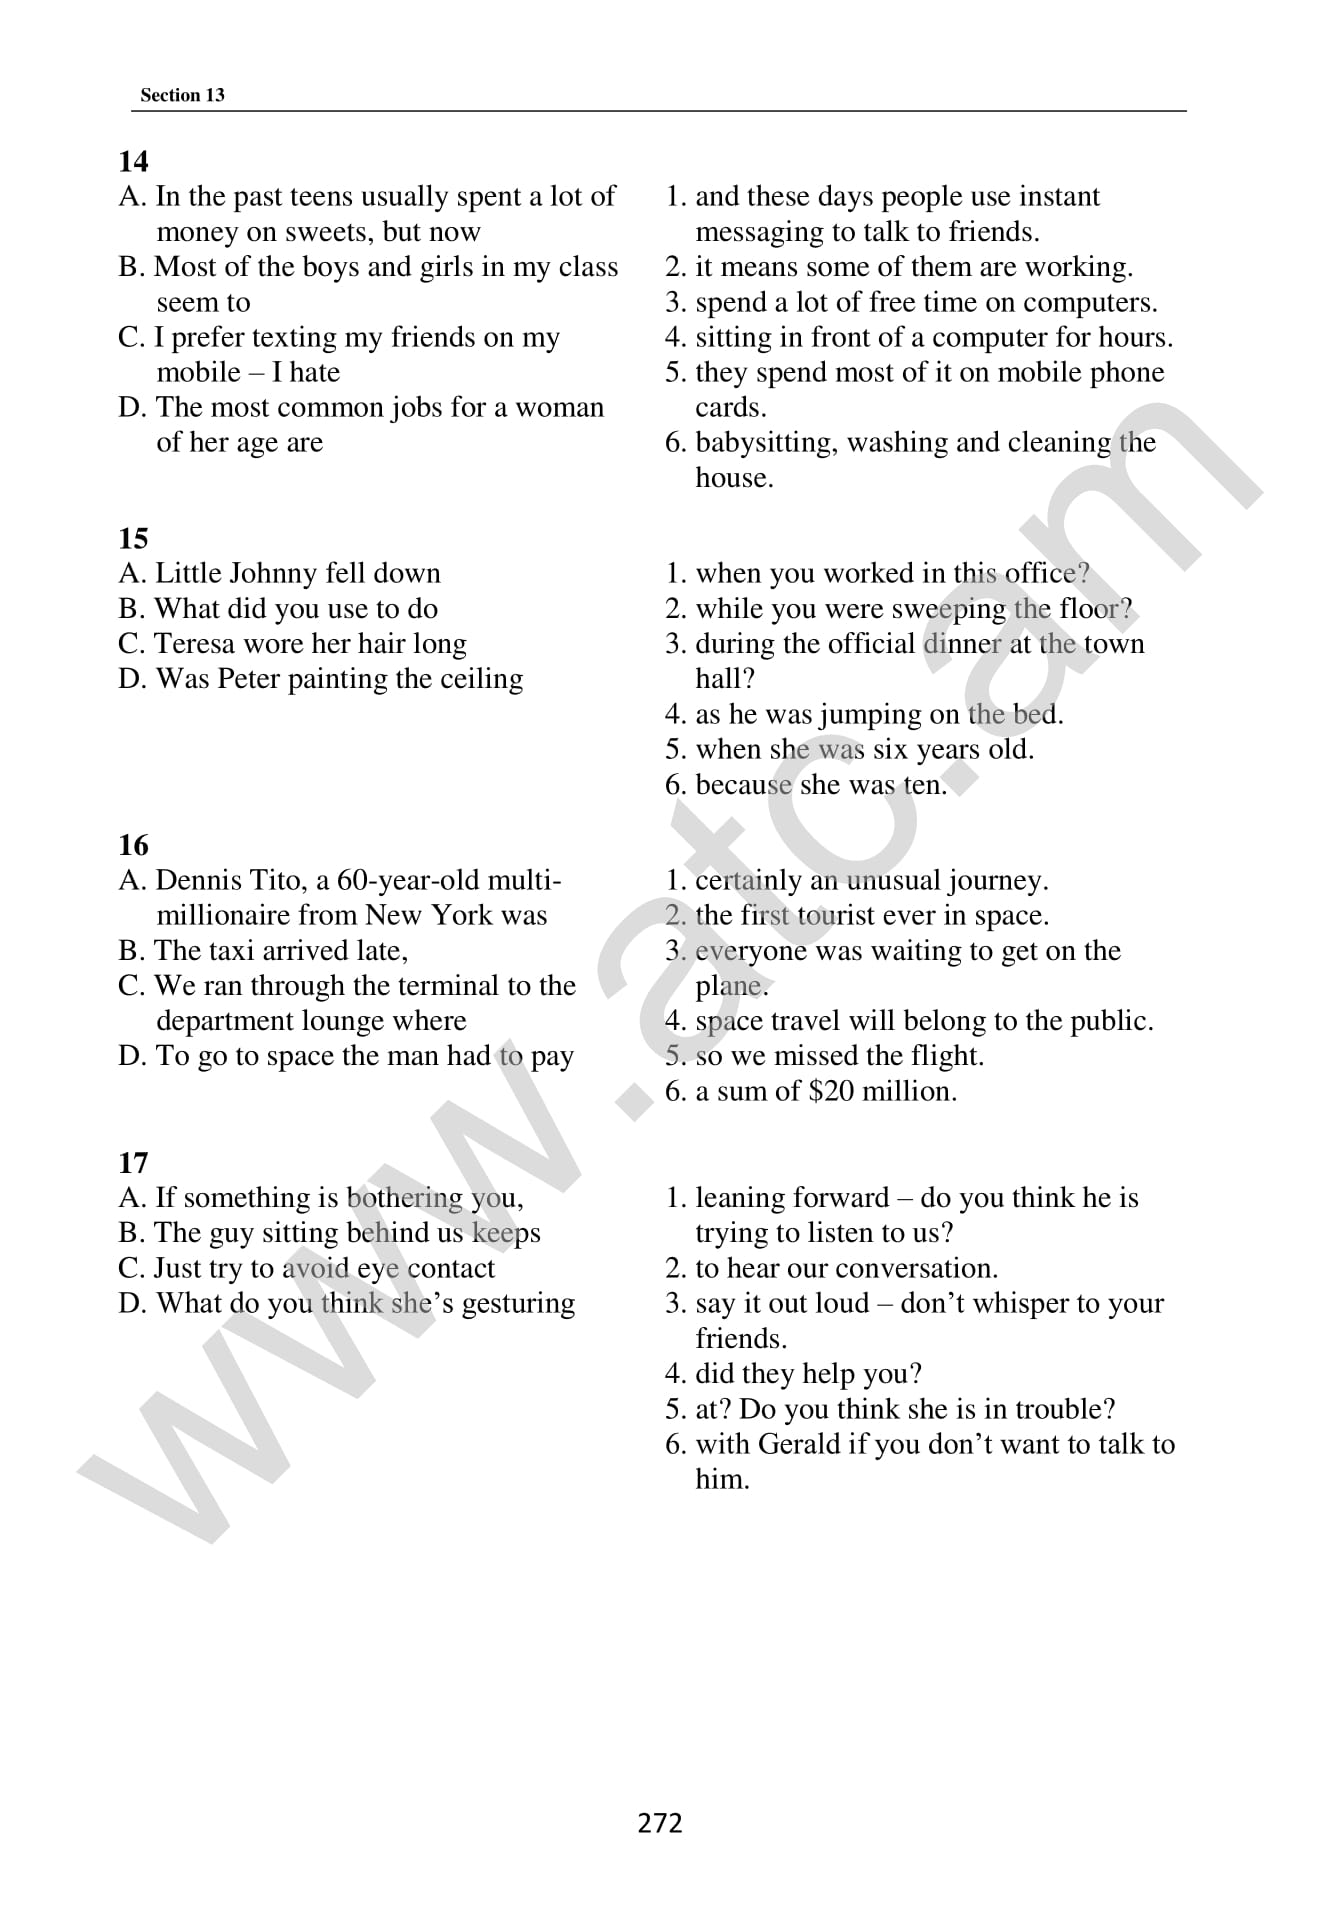 Section 13
14
A. In the past teens usually spent a lot of
money on sweets, but now
B. Most of the boys and girls in my class
seem to
C. I prefer texting my friends on my
mobile – I hate
D. The most common jobs for a woman
of her age are
1. and these days people use instant
messaging to talk to friends.
2. it means some of them are working.
3. spend a lot of free time on computers.
4. sitting in front of a computer for hours.
5. they spend most of it on mobile phone
cards.
6. babysitting, washing and cleaning the
house.
15
A. Little Johnny fell down
B. What did you use to do
C. Teresa wore her hair long
D. Was Peter painting the ceiling
1. when you worked in this office?
2. while you were sweeping the floor?
3. during the official dinner at the town
hall?
4. as he was jumping on the bed.
5. when she was six years old.
6. because she was ten.
16
A. Dennis Tito, a 60-year-old multi-
millionaire from New York was
B. The taxi arrived late,
C. We ran through the terminal to the
department lounge where
D. To go to space the man had to pay
1. certainly an unusual journey.
2. the first tourist ever in space.
3. everyone was waiting to get on the
plane.
4. space travel will belong to the public.
5. so we missed the flight.
6. a sum of $20 million.
17
A. If something is bothering you,
B. The guy sitting behind us keeps
C. Just try to avoid eye contact
D. What do you think she’s gesturing
1. leaning forward – do you think he is
trying to listen to us?
2. to hear our conversation.
3. say it out loud – don’t whisper to your
friends.
4. did they help you?
5. at? Do you think she is in trouble?
6. with Gerald if you don’t want to talk to
him.
272
www.atc.am